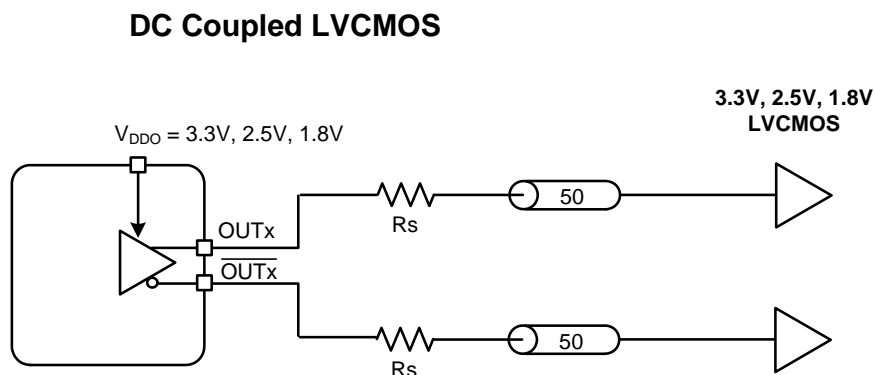 DC Coupled LVCMOS
3.3V, 2.5V, 1.8V
LVCMOS
VDDO = 3.3V, 2.5V, 1.8V
OUTx
OUTx
Rs
50
Rs
50